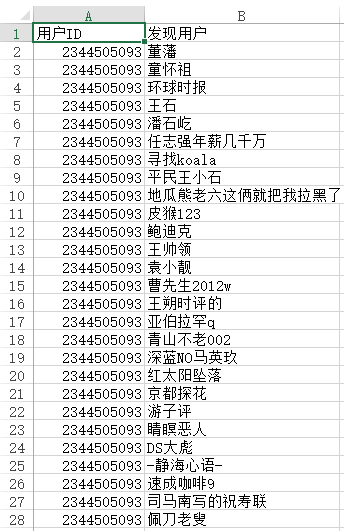 A B
1 用户ID 发现用户
2 2344505093 董藩
3 2344505093 童怀祖
4 2344505093 环球时报
5 2344505093 王石
6 2344505093 潘石屹
7 2344505093 任志强年薪几千万
8 2344505093 寻找koala
9 2344505093 平民王小石
10 2344505093 地瓜熊老六这俩就把我拉黑了
11 2344505093 皮猴123
12 2344505093 鲍迪克
13 2344505093 王帅领
14 2344505093 袁小靓
15 2344505093 曹先生2012w
16 2344505093 王朔时评的
17 2344505093 亚伯拉罕q
18 2344505093 青山不老002
19 2344505093 深蓝NO马英玖
20 2344505093 红太阳坠落
21 2344505093 京都探花
22 2344505093 游子评
23 2344505093 睛瞑恶人
24 2344505093 DS大彪
25 2344505093 -静海心语-
26 2344505093 速成咖啡9
27 2344505093 司马南写的祝寿联
28 2344505093 佩刀老叟